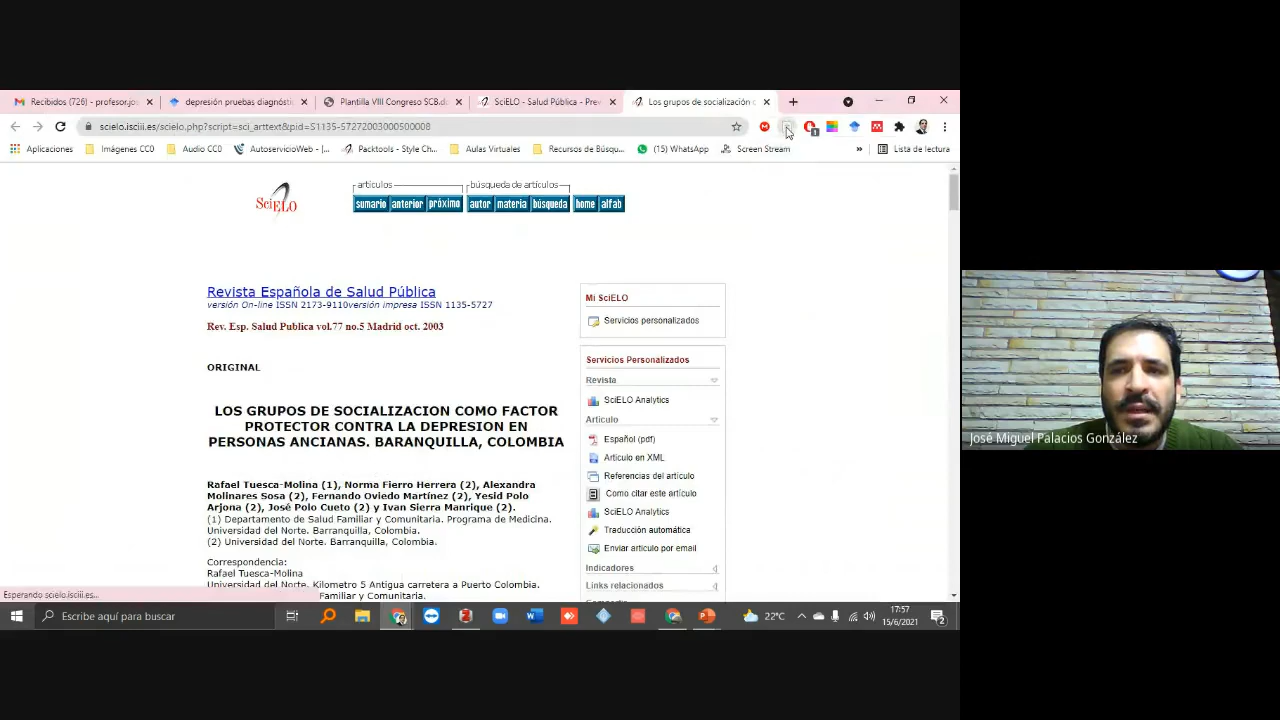 Recibidos (726) - profesor.jos
depresión pruebas diagnóstic
Plantilla VIII Congreso SCB.do
SciELO - Salud Pública - Prev
Los grupos de socialización c
scielo.isciii.es/scielo.php?script=sci_arttext&pid=S1135-57272003000500008
1
Aplicaciones
Imágenes CC0
Audio CC0
AutoservicioWeb - J...
Packtools - Style Ch...
Aulas Virtuales
Recursos de Búsqu...
(15) WhatsApp
Screen Stream
»
Lista de lectura
SciELO
artículos
búsqueda de artículos
sumario
anterior
próximo
autor
materia
búsqueda
home
alfab
Revista Española de Salud Pública
versión On-line ISSN 2173-9110versión impresa ISSN 1135-5727
Rev. Esp. Salud Publica vol.77 no.5 Madrid oct. 2003
ORIGINAL
LOS GRUPOS DE SOCIALIZACION COMO FACTOR
PROTECTOR CONTRA LA DEPRESION EN
PERSONAS ANCIANAS. BARANQUILLA, COLOMBIA
Rafael Tuesca-Molina (1), Norma Fierro Herrera (2), Alexandra
Molinares Sosa (2), Fernando Oviedo Martínez (2), Yesid Polo
Arjona (2), José Polo Cueto (2) y Ivan Sierra Manrique (2).
(1) Departamento de Salud Familiar y Comunitaria. Programa de Medicina.
Universidad del Norte. Barranquilla, Colombia.
(2) Universidad del Norte. Barranquilla, Colombia.
Correspondencia:
Rafael Tuesca-Molina
Universidad del Norte. Kilometro 5 Antigua carretera a Puerto Colombia.
Familiar y Comunitaria.
Mi SciELO
Servicios personalizados
Servicios Personalizados
Revista
SciELO Analytics
Articulo
Español (pdf)
Articulo en XML
Referencias del artículo
Como citar este artículo
SciELO Analytics
Traducción automática
Enviar articulo por email
Indicadores
Links relacionados
Compartir
Esperando scielo.isciii.es...
Escribe aquí para buscar
22°C
17:57
15/6/2021
2
José Miguel Palacios González